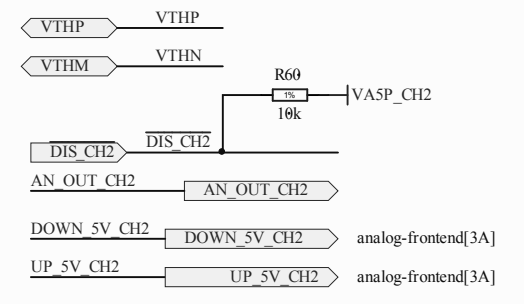 VTHP VTHP
VTHM VTHN
R60
1% VA5P_CH2
10k
DIS_CH2 DIS_CH2
AN_OUT_CH2 AN_OUT_CH2
DOWN_5V_CH2 DOWN_5V_CH2 analog-frontend[3A]
UP_5V_CH2 UP_5V_CH2 analog-frontend[3A]